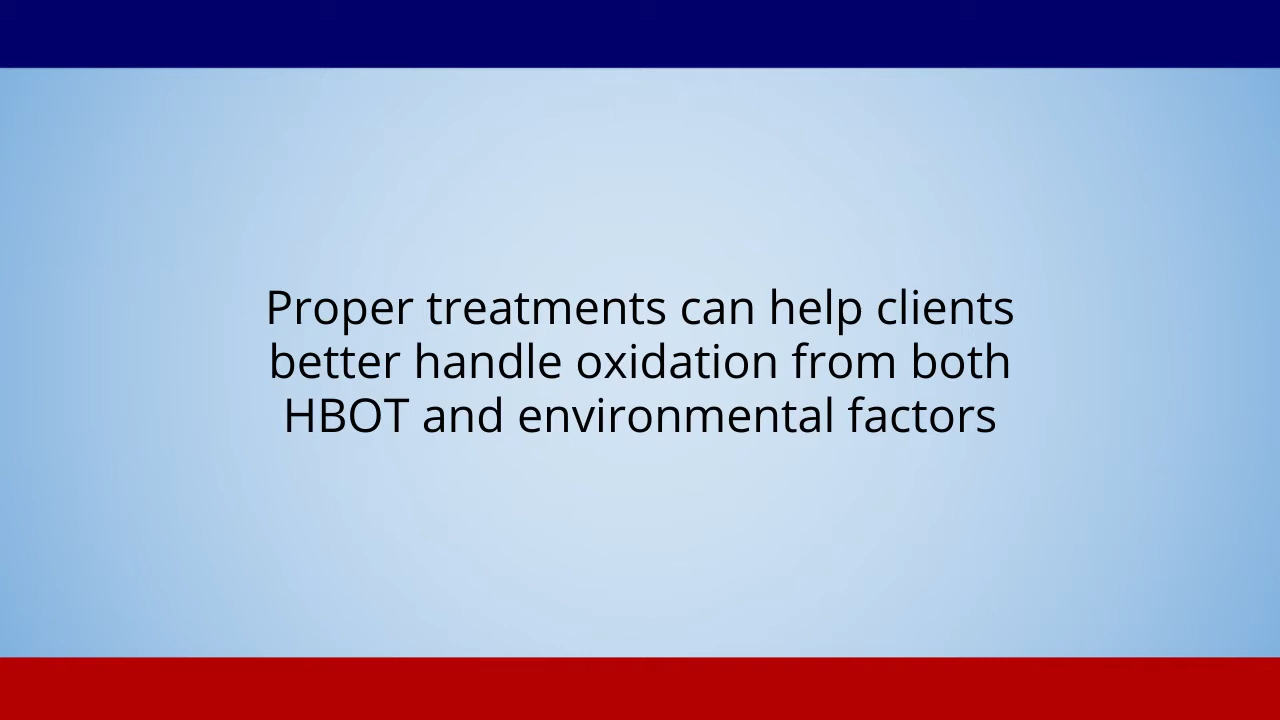 Proper treatments can help clients
better handle oxidation from both
HBOT and environmental factors